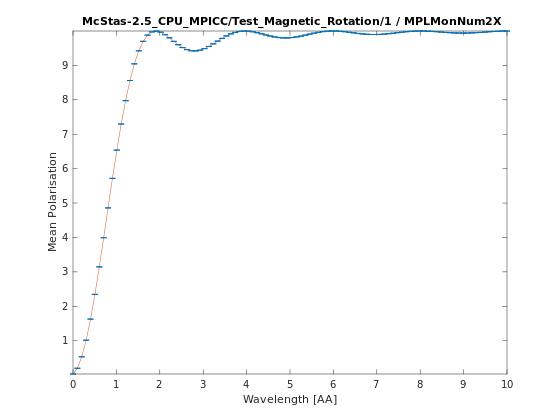 McStas-2.5_CPU_MPICC/Test_Magnetic_Rotation/1 / MPLMonNum2X
9
8
7
6
5
4
3
2
1
Mean Polarisation
0 1 2 3 4 5 6 7 8 9 10
Wavelength [AA]